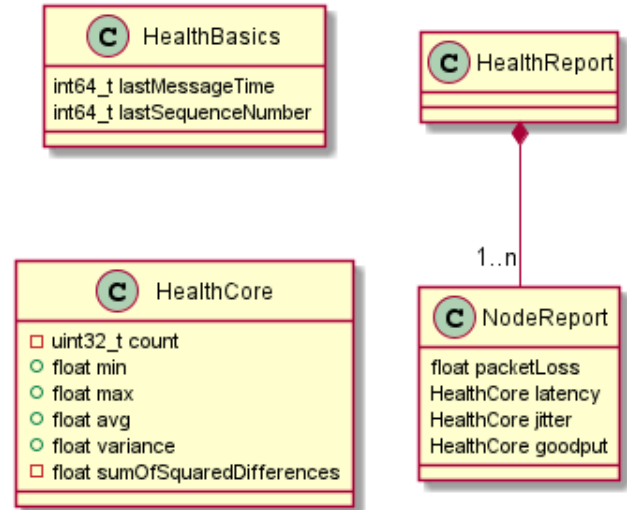 C HealthBasics
int64_t lastMessageTime
int64_t lastSequenceNumber
C HealthReport
1..n
C HealthCore
uint32_t count
float min
float max
float avg
float variance
float sumOfSquaredDifferences
C NodeReport
float packetLoss
HealthCore latency
HealthCore jitter
HealthCore goodput